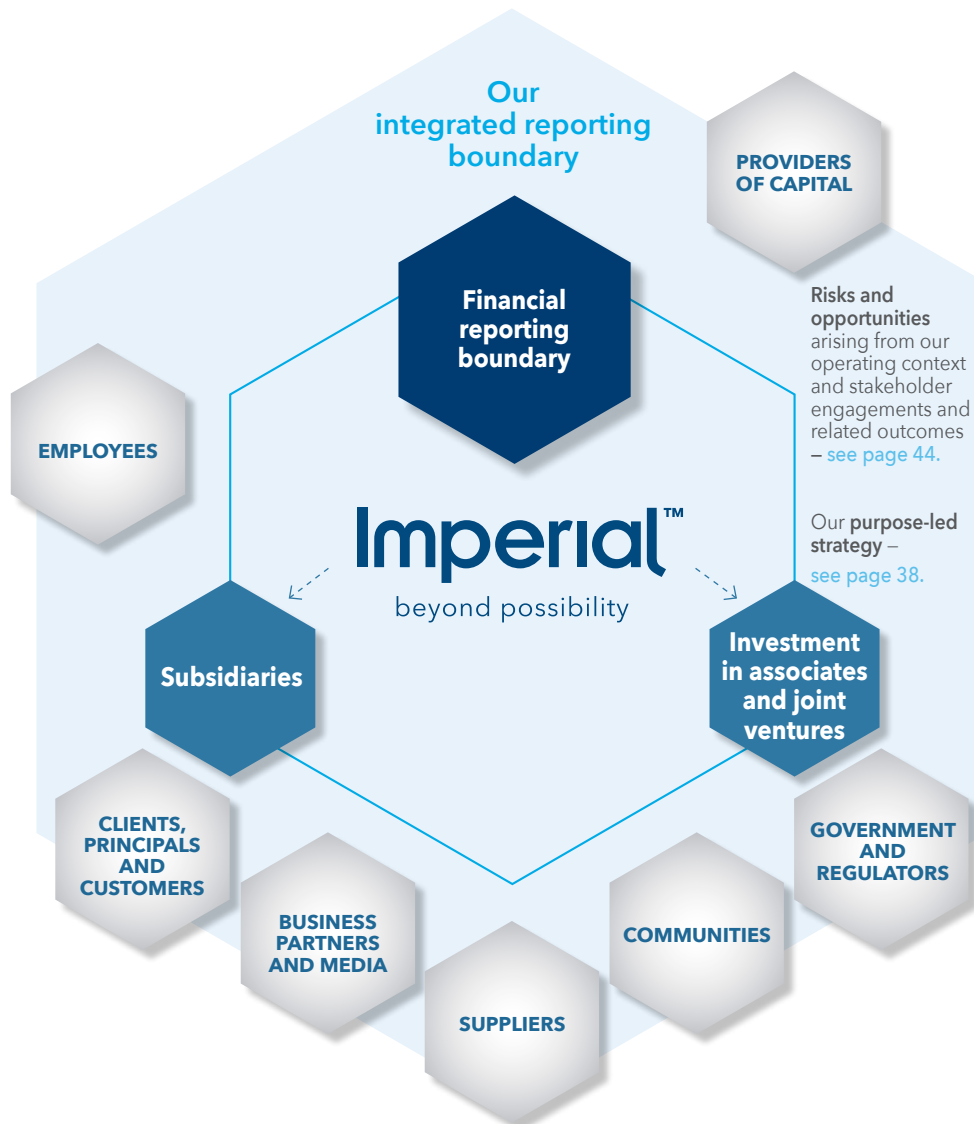 Our
integrated reporting
boundary
PROVIDERS
OF CAPITAL
Financial
reporting
boundary
Risks and
opportunities
arising from our
operating context
and stakeholder
engagements and
related outcomes
– see page 44.
EMPLOYEES
Imperial™
beyond possibility
Our purpose-led
strategy –
see page 38.
Subsidiaries
Investment
in associates
and joint
ventures
CLIENTS,
PRINCIPALS
AND
CUSTOMERS
BUSINESS
PARTNERS
AND MEDIA
SUPPLIERS
COMMUNITIES
GOVERNMENT
AND
REGULATORS